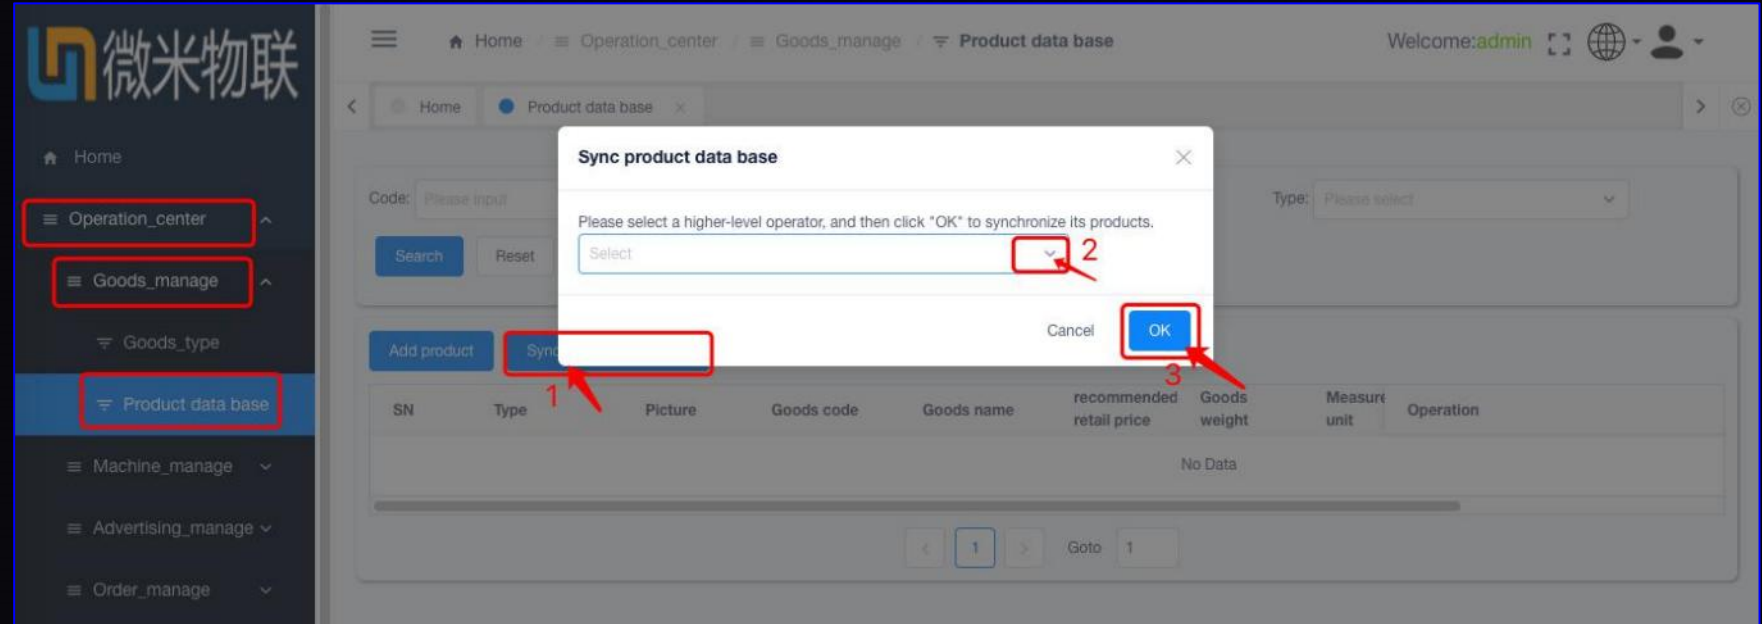 微米物联
Home / Operation_center / Goods_manage / Product data base
Welcome:admin
Home
Product data base
Home
Operation_center
Goods_manage
Goods_type
Product data base
Machine_manage
Advertising_manage
Order_manage
Code:
Please input
Type:
Please select
Search
Reset
Sync product data base
Please select a higher-level operator, and then click "OK" to synchronize its products.
Select
2
Cancel
OK
3
Add product
Sync
1
SN
Type
Picture
Goods code
Goods name
recommended
retail price
Goods
weight
Measure
unit
Operation
No Data
1
Goto
1